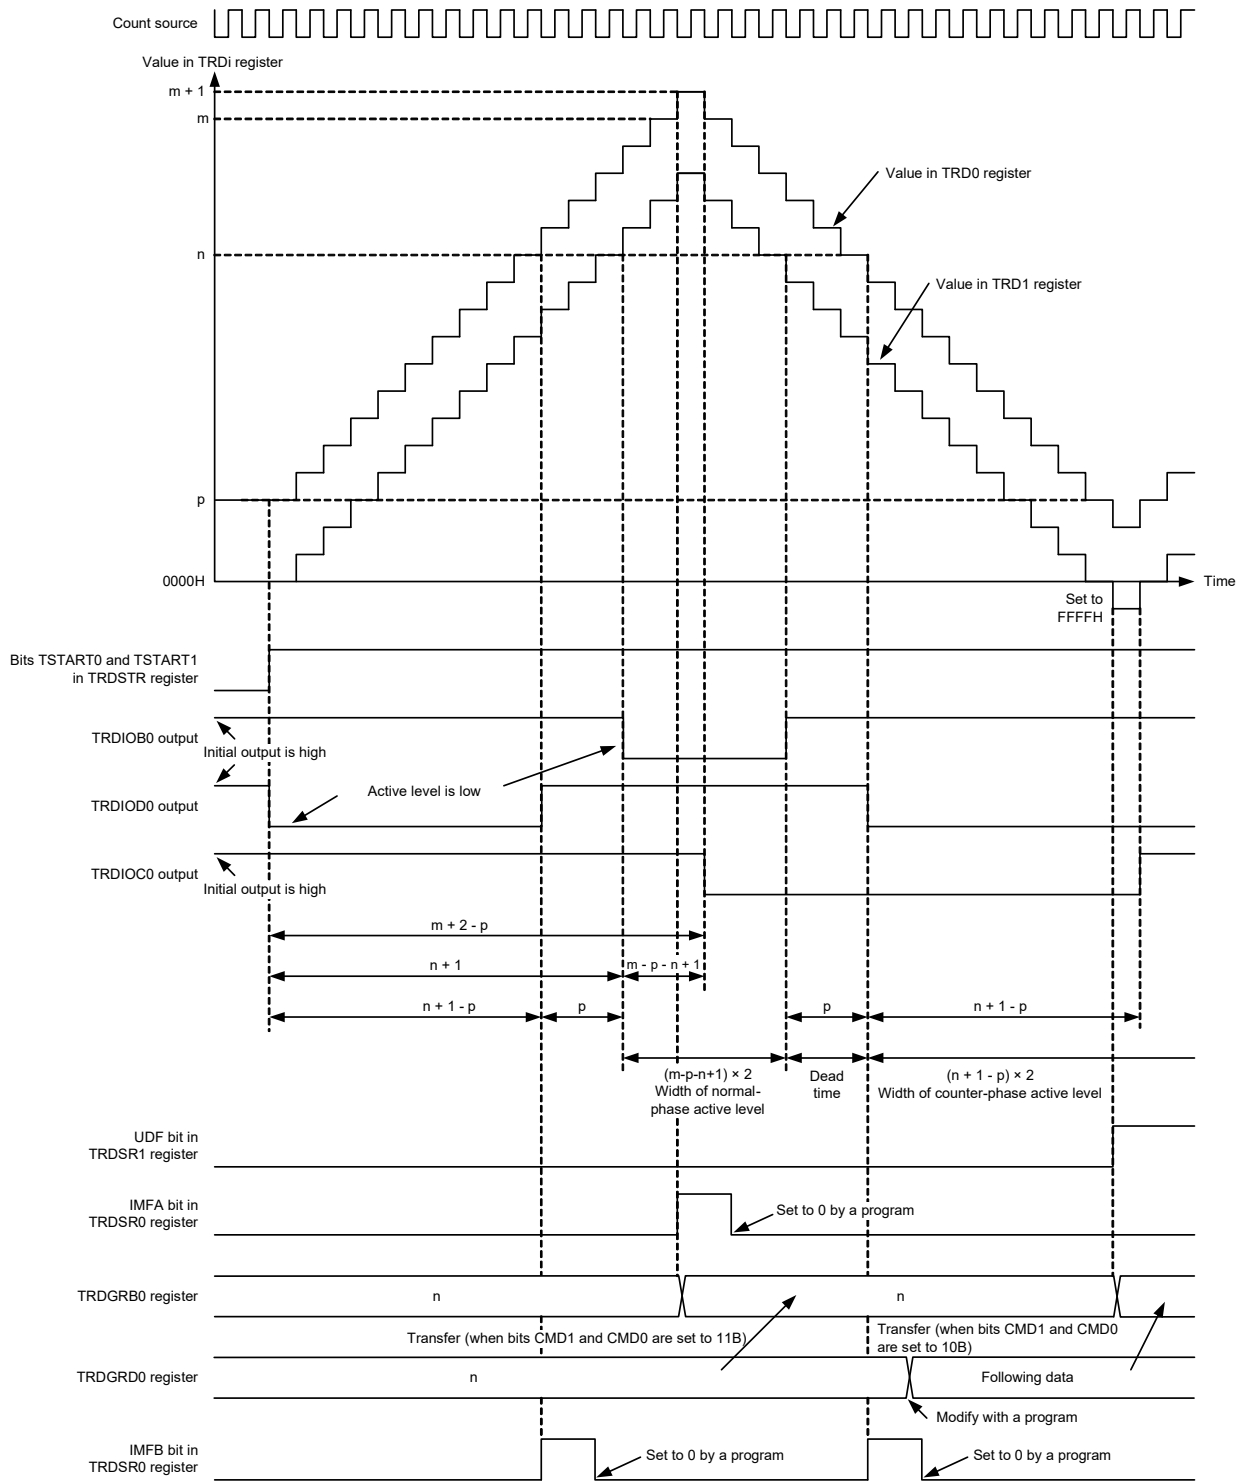 Count source
Value in TRDi register
m + 1
m
Value in TRD0 register
n
Value in TRD1 register
p
0000H
Time
Set to
FFFFH
Bits TSTART0 and TSTART1
in TRDSTR register
TRDIOB0 output
Initial output is high
Active level is low
TRDIOD0 output
TRDIOC0 output
Initial output is high
m + 2 - p
n + 1
m - p - n + 1
n + 1 - p
p
p
n + 1 - p
(m-p-n+1) × 2
Width of normal-
phase active level
Dead
time
(n + 1 - p) × 2
Width of counter-phase active level
UDF bit in
TRDSR1 register
IMFA bit in
TRDSR0 register
Set to 0 by a program
TRDGRB0 register
n
n
Transfer (when bits CMD1 and CMD0 are set to 11B)
Transfer (when bits CMD1 and CMD0
are set to 10B)
TRDGRD0 register
n
Following data
Modify with a program
IMFB bit in
TRDSR0 register
Set to 0 by a program
Set to 0 by a program